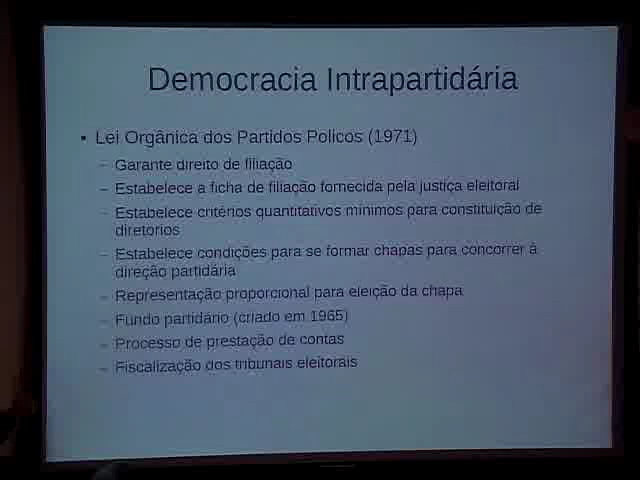 Democracia Intrapartidária
• Lei Orgânica dos Partidos Policos (1971)
– Garante direito de filiação
– Estabelece a ficha de filiação fornecida pela justiça eleitoral
– Estabelece critérios quantitativos mínimos para constituição de
diretorios
– Estabelece condições para se formar chapas para concorrer à
direção partidária
– Representação proporcional para eleição da chapa
– Fundo partidário (criado em 1965)
– Processo de prestação de contas
– Fiscalização dos tribunais eleitorais